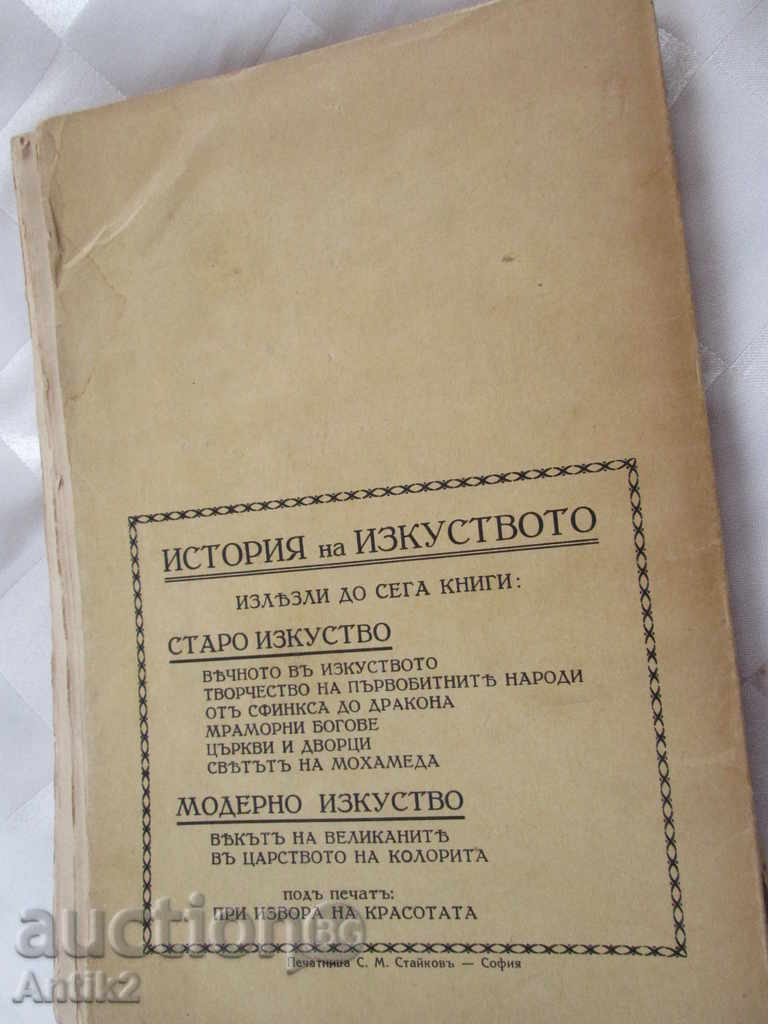 ИСТОРИЯ на ИЗКУСТВОТО
ИЗЛѢЗЛИ ДО СЕГА КНИГИ:
СТАРО ИЗКУСТВО
ВѢЧНОТО ВЪ ИЗКУСТВОТО
ТВОРЧЕСТВО НА ПЪРВОБИТНИТѢ НАРОДИ
ОТЪ СФИНКСА ДО ДРАКОНА
МРАМОРНИ БОГОВЕ
ЦЪРКВИ И ДВОРЦИ
СВѢТЪТЪ НА МОХАМЕДА
МОДЕРНО ИЗКУСТВО
ВѢКЪТЪ НА ВЕЛИКАНИТѢ
ВЪ ЦАРСТВОТО НА КОЛОРИТА
ПОДЪ ПЕЧАТЪ:
ПРИ ИЗВОРА НА КРАСОТАТА
Печатница С. М. Стайковъ — София
auction BG
Antik2